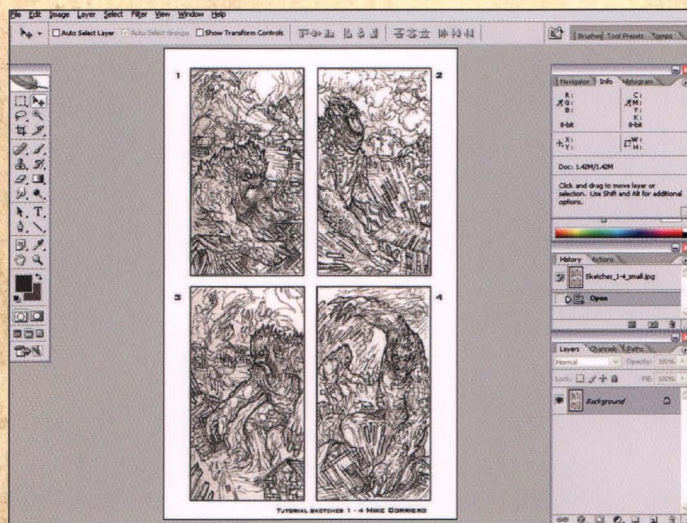 File Edit Image Layer Select Filter View Window Help
Auto Select Layer Auto Select Groups Show Transform Controls
Brushes Tool Presets Comps
1
2
3
4
Tutorial sketches 1 - 4 Mike Corriero
Navigator Info Histogram
R: C:
G: M:
B: Y:
K:
8-bit 8-bit
X: W:
Y: H:
Doc: 1.42M/1.42M
Click and drag to move layer or
selection. Use Shift and Alt for additional
options.
History Actions
Sketches_1-4_small.jpg
Open
Layers Channels Paths
Normal Opacity: 100%
Lock: Fill: 100%
Background